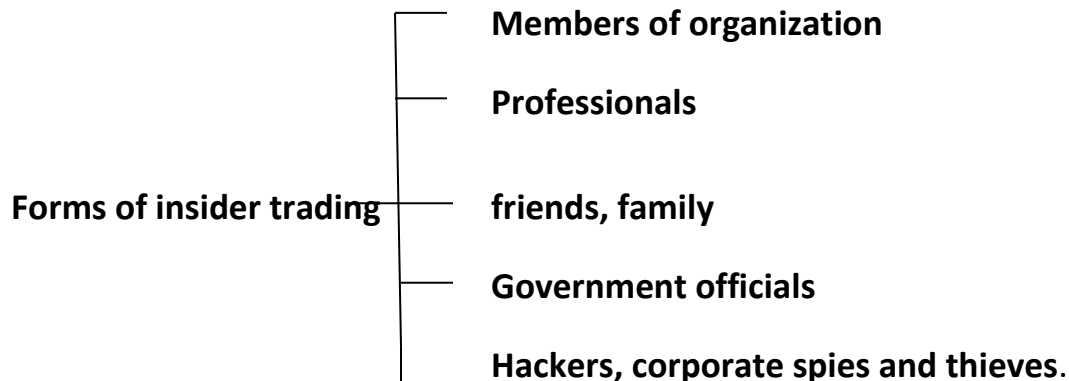 Members of organization
Professionals
Forms of insider trading friends, family
Government officials
Hackers, corporate spies and thieves.